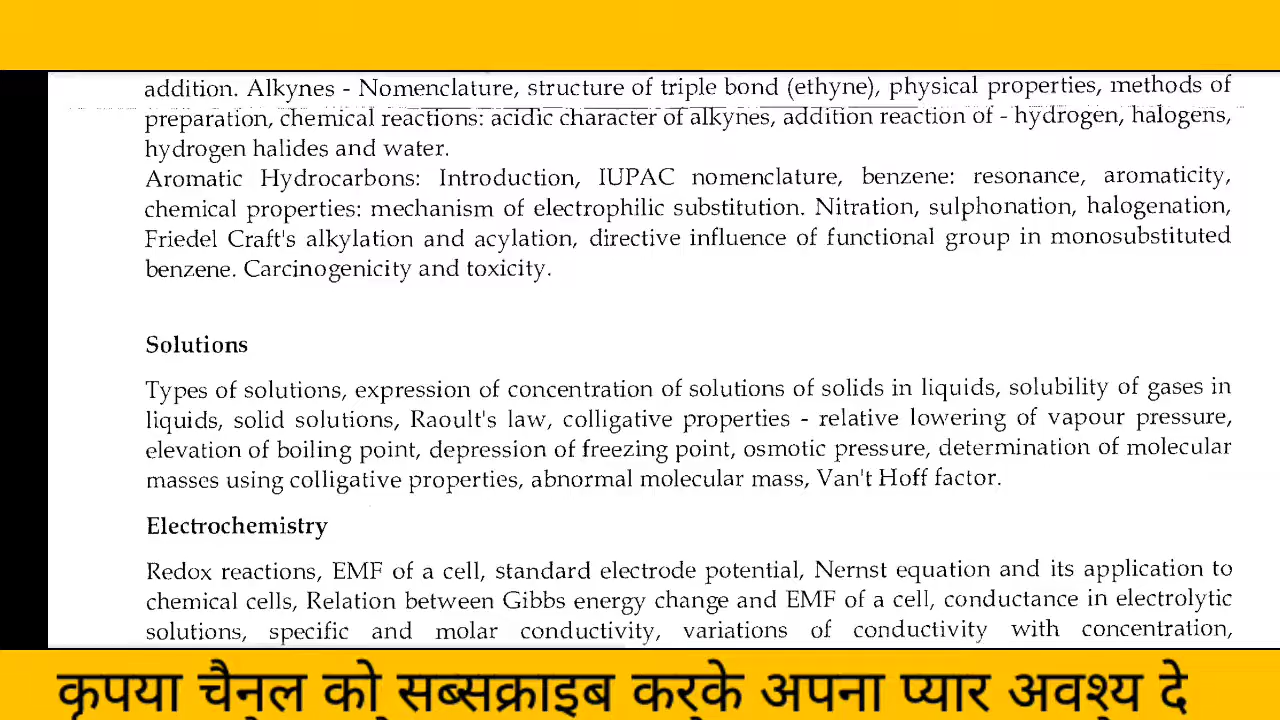 addition. Alkynes - Nomenclature, structure of triple bond (ethyne), physical properties, methods of
preparation, chemical reactions: acidic character of alkynes, addition reaction of - hydrogen, halogens,
hydrogen halides and water.
Aromatic Hydrocarbons: Introduction, IUPAC nomenclature, benzene: resonance, aromaticity,
chemical properties: mechanism of electrophilic substitution. Nitration, sulphonation, halogenation,
Friedel Craft's alkylation and acylation, directive influence of functional group in monosubstituted
benzene. Carcinogenicity and toxicity.
Solutions
Types of solutions, expression of concentration of solutions of solids in liquids, solubility of gases in
liquids, solid solutions, Raoult's law, colligative properties - relative lowering of vapour pressure,
elevation of boiling point, depression of freezing point, osmotic pressure, determination of molecular
masses using colligative properties, abnormal molecular mass, Van't Hoff factor.
Electrochemistry
Redox reactions, EMF of a cell, standard electrode potential, Nernst equation and its application to
chemical cells, Relation between Gibbs energy change and EMF of a cell, conductance in electrolytic
solutions, specific and molar conductivity, variations of conductivity with concentration,
कृपया चैनल को सब्सक्राइब करके अपना प्यार अवश्य दे